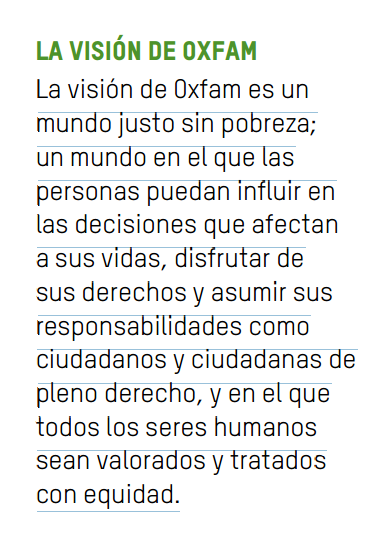 LA VISIÓN DE OXFAM
La visión de Oxfam es un
mundo justo sin pobreza;
un mundo en el que las
personas puedan influir en
las decisiones que afectan
a sus vidas, disfrutar de
sus derechos y asumir sus
responsabilidades como
ciudadanos y ciudadanas de
pleno derecho, y en el que
todos los seres humanos
sean valorados y tratados
con equidad.